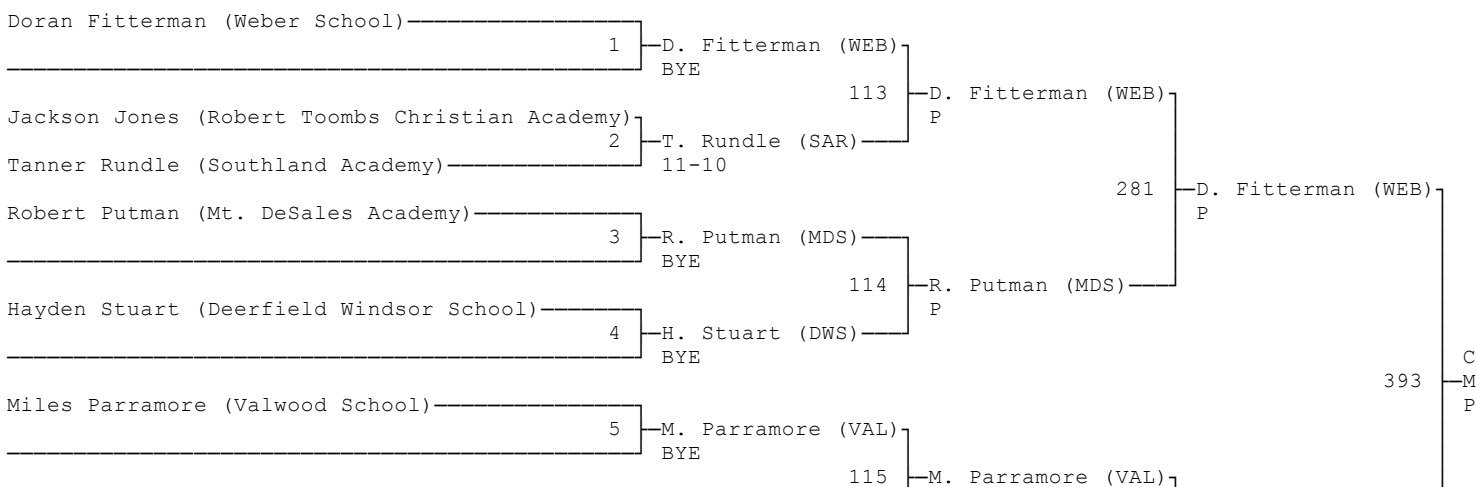 Doran Fitterman (Weber School)
1 D. Fitterman (WEB)
BYE
113 D. Fitterman (WEB)
Jackson Jones (Robert Toombs Christian Academy) P
2 T. Rundle (SAR)
Tanner Rundle (Southland Academy) 11-10
281 D. Fitterman (WEB)
Robert Putman (Mt. DeSales Academy) P
3 R. Putman (MDS)
BYE
114 R. Putman (MDS)
Hayden Stuart (Deerfield Windsor School) P
4 H. Stuart (DWS)
BYE C
393 M
Miles Parramore (Valwood School) P
5 M. Parramore (VAL)
BYE
115 M. Parramore (VAL)